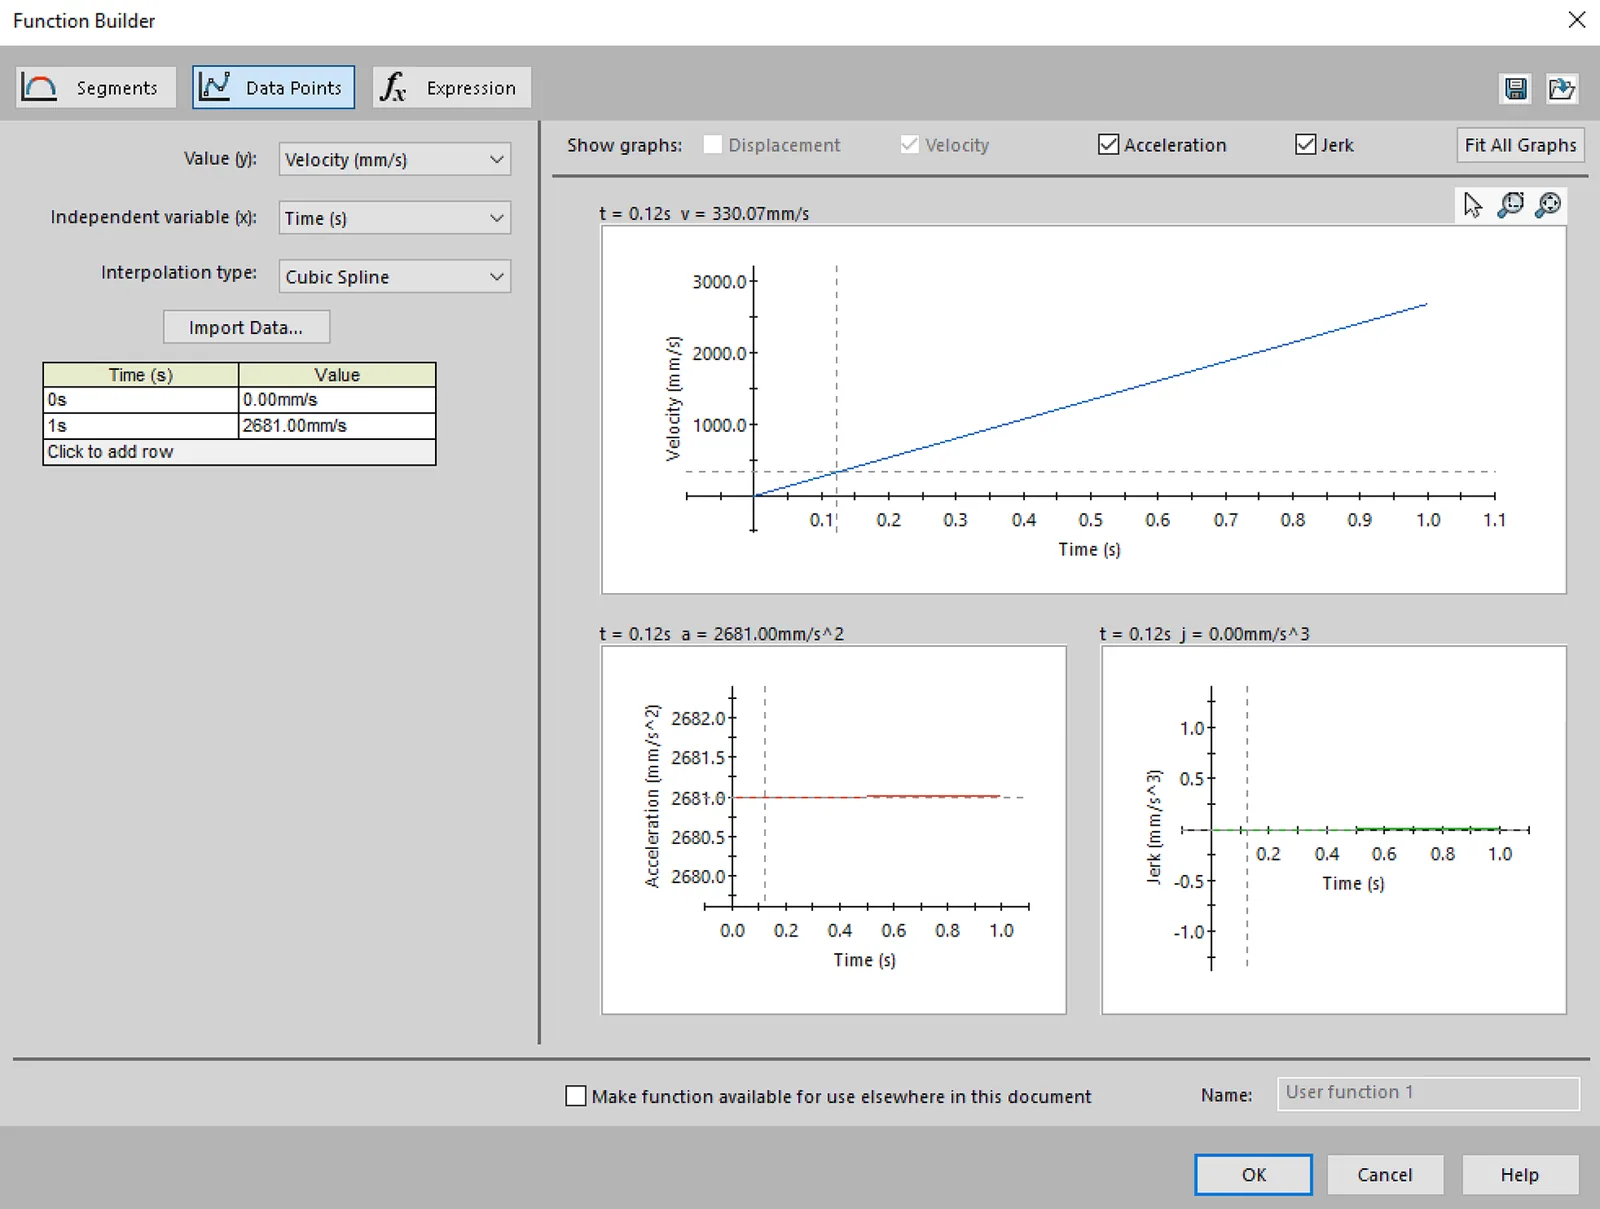 Function Builder
Segments
Data Points
fx Expression
Value (y): Velocity (mm/s)
Independent variable (x): Time (s)
Interpolation type: Cubic Spline
Import Data...
Time (s) Value
0s 0.00mm/s
1s 2681.00mm/s
Click to add row
Show graphs: Displacement Velocity Acceleration Jerk Fit All Graphs
t = 0.12s v = 330.07mm/s
Velocity (mm/s)
3000.0
2000.0
1000.0
0.1 0.2 0.3 0.4 0.5 0.6 0.7 0.8 0.9 1.0 1.1
Time (s)
t = 0.12s a = 2681.00mm/s^2
Acceleration (mm/s^2)
2682.0
2681.5
2681.0
2680.5
2680.0
0.0 0.2 0.4 0.6 0.8 1.0
Time (s)
t = 0.12s j = 0.00mm/s^3
Jerk (mm/s^3)
1.0
0.5
-0.5
-1.0
0.2 0.4 0.6 0.8 1.0
Time (s)
Make function available for use elsewhere in this document
Name: User function 1
OK Cancel Help